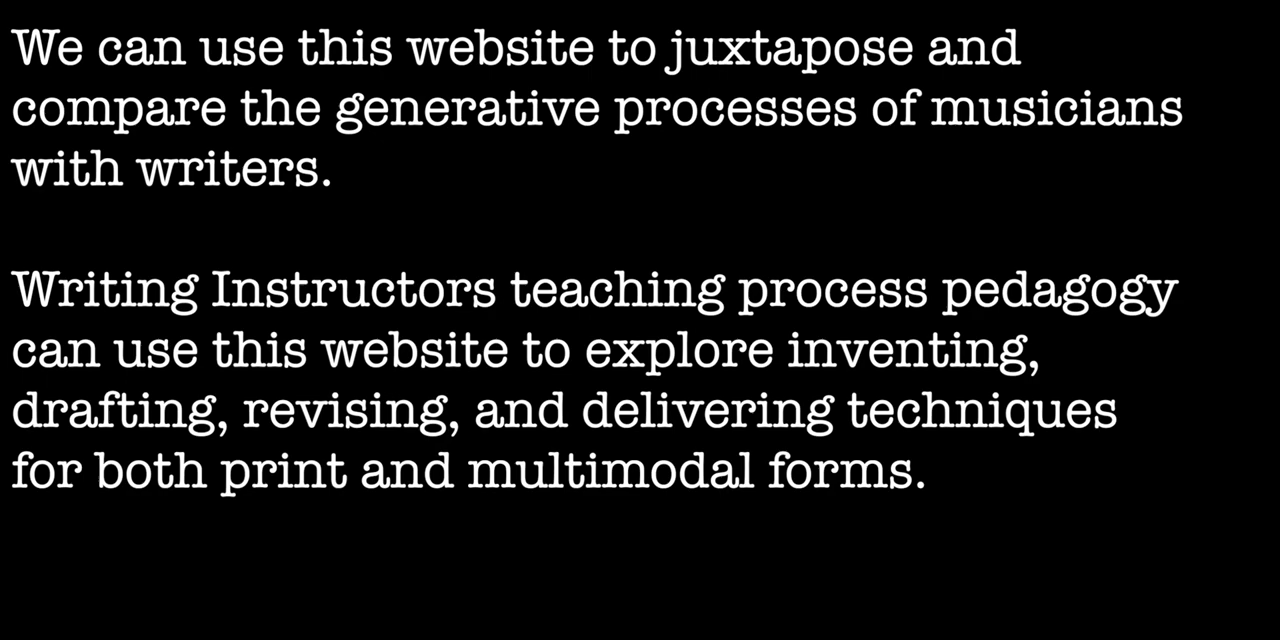 We can use this website to juxtapose and
compare the generative processes of musicians
with writers.
Writing Instructors teaching process pedagogy
can use this website to explore inventing,
drafting, revising, and delivering techniques
for both print and multimodal forms.